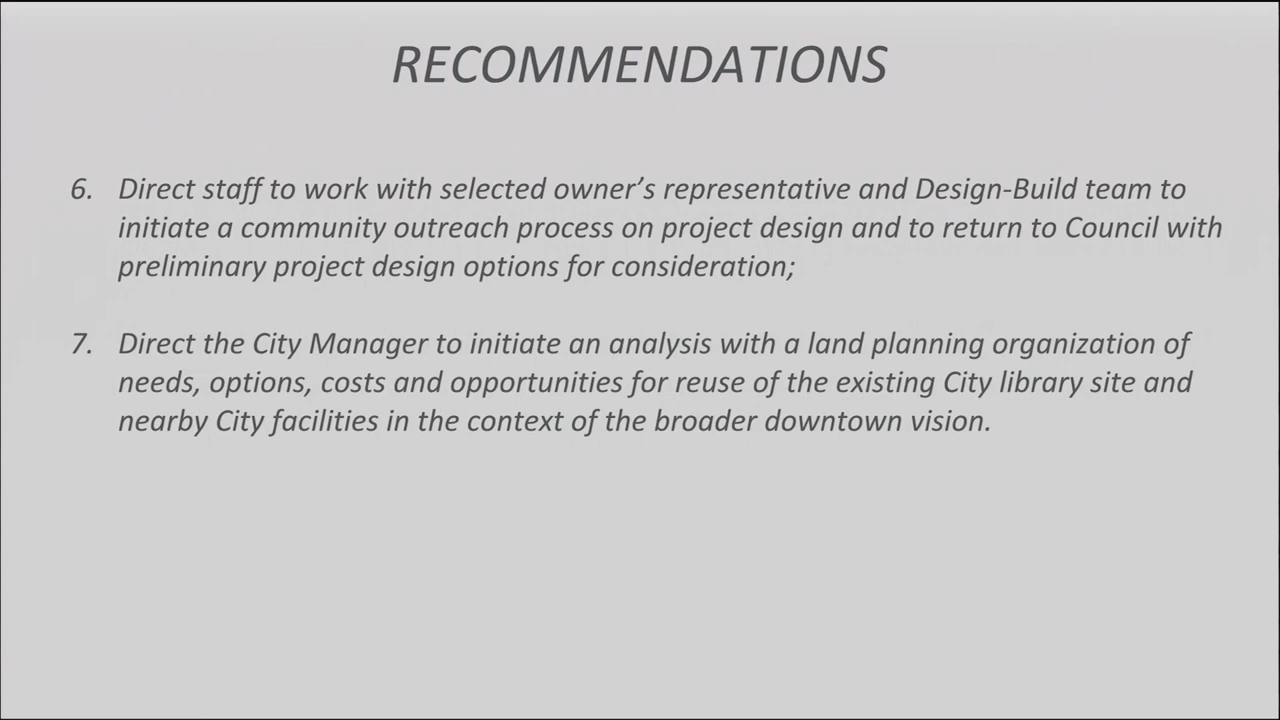 RECOMMENDATIONS
6. Direct staff to work with selected owner’s representative and Design-Build team to
initiate a community outreach process on project design and to return to Council with
preliminary project design options for consideration;
7. Direct the City Manager to initiate an analysis with a land planning organization of
needs, options, costs and opportunities for reuse of the existing City library site and
nearby City facilities in the context of the broader downtown vision.